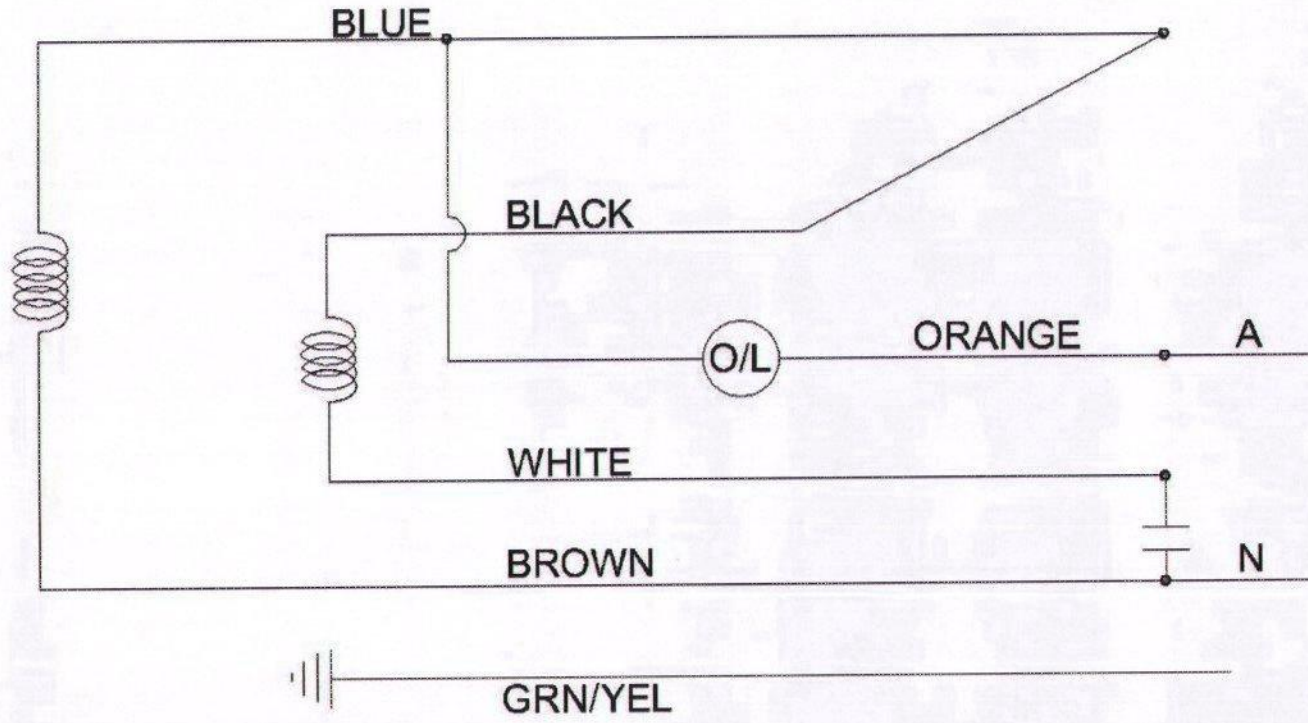 BLUE
BLACK
O/L
ORANGE
A
WHITE
BROWN
N
GRN/YEL